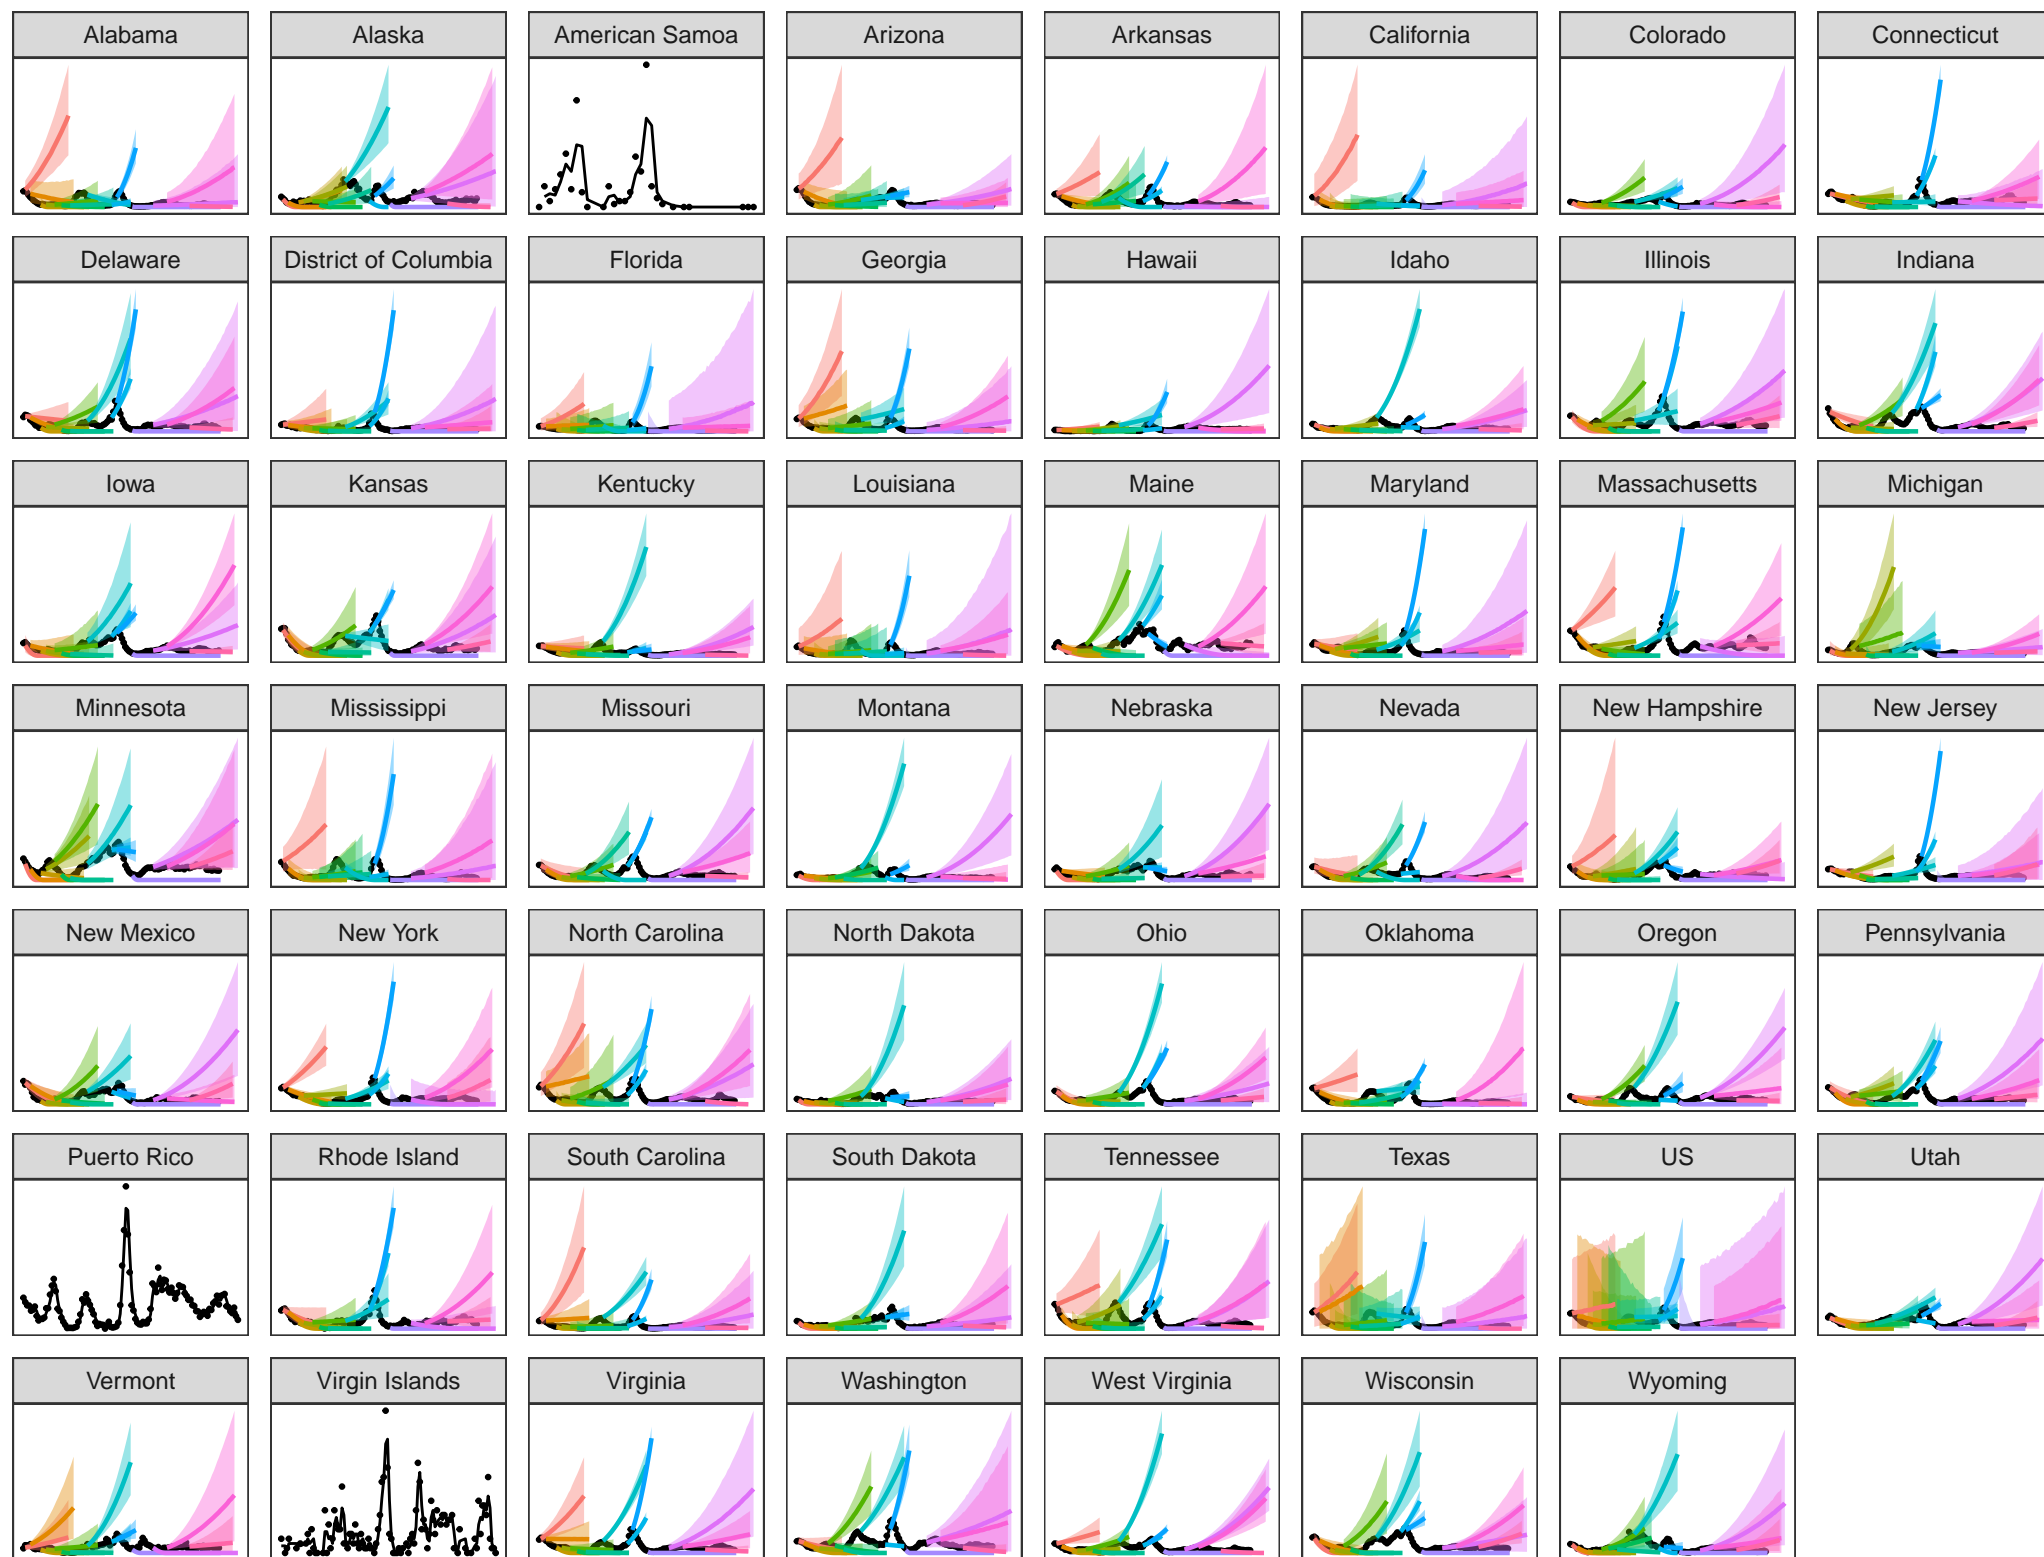 Alabama
Alaska
American Samoa
Arizona
Arkansas
California
Colorado
Connecticut
Delaware
District of Columbia
Florida
Georgia
Hawaii
Idaho
Illinois
Indiana
Iowa
Kansas
Kentucky
Louisiana
Maine
Maryland
Massachusetts
Michigan
Minnesota
Mississippi
Missouri
Montana
Nebraska
Nevada
New Hampshire
New Jersey
New Mexico
New York
North Carolina
North Dakota
Ohio
Oklahoma
Oregon
Pennsylvania
Puerto Rico
Rhode Island
South Carolina
South Dakota
Tennessee
Texas
US
Utah
Vermont
Virgin Islands
Virginia
Washington
West Virginia
Wisconsin
Wyoming